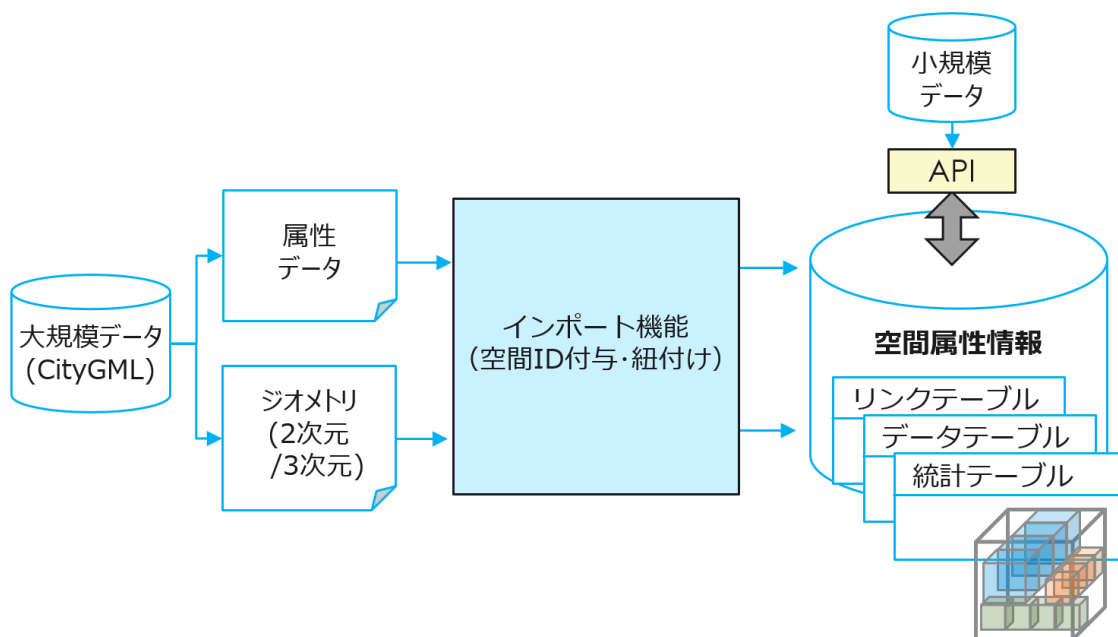 小規模
データ
API
属性
データ
大規模データ
(CityGML)
ジオメトリ
(2次元
/3次元)
インポート機能
(空間ID付与・紐付け)
空間属性情報
リンクテーブル
データテーブル
統計テーブル